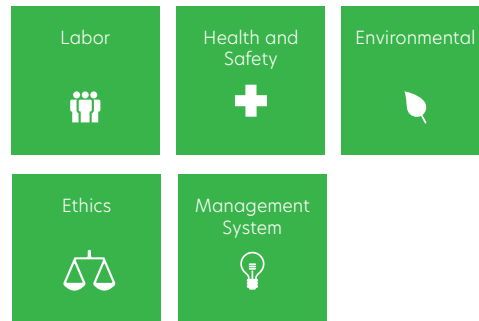 Labor
Health and
Safety
Environmental
Ethics
Management
System